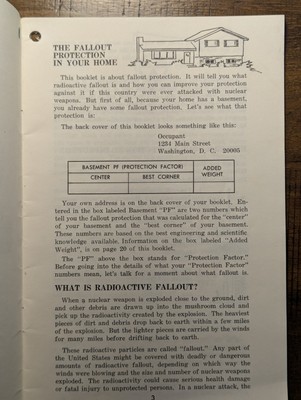 THE FALLOUT
PROTECTION
IN YOUR HOME
This booklet is about fallout protection. It will tell you what
radioactive fallout is and how you can improve your protection
against it if this country were ever attacked with nuclear
weapons. But first of all, because your home has a basement,
you already have some fallout protection. Let's see what that
protection is:
The back cover of this booklet looks something like this:
Occupant
1234 Main Street
Washington, D. C. 20005
BASEMENT PF (PROTECTION FACTOR)
ADDED
WEIGHT
CENTER
BEST CORNER
Your own address is on the back cover of your booklet. En-
tered in the box labeled Basement "PF" are two numbers which
tell you the fallout protection that was calculated for the "center"
of your basement and the "best corner" of your basement.
These numbers are based on the best engineering and scientific
knowledge available. Information on the box labeled "Added
Weight", is on page 20 of this booklet.
The "PF" above the box stands for "Protection Factor."
Before going into the details of what your "Protection Factor"
numbers mean, let's talk for a moment about what fallout is.
WHAT IS RADIOACTIVE FALLOUT?
When a nuclear weapon is exploded close to the ground, dirt
and other debris are drawn up into the mushroom cloud and
pick up the radioactivity created by the explosion. The heaviest
pieces of dirt and debris drop back to earth within a few miles
of the explosion. But the lighter pieces are carried by the winds
for many miles before drifting back to earth.
These radioactive particles are called "fallout." Any part of
the United States might be covered with deadly or dangerous
amounts of radioactive fallout, depending on which way the
winds were blowing and the size and number of nuclear weapons
exploded. The radioactivity could cause serious health damage
or fatal injury to unprotected persons. In a nuclear attack, the
3